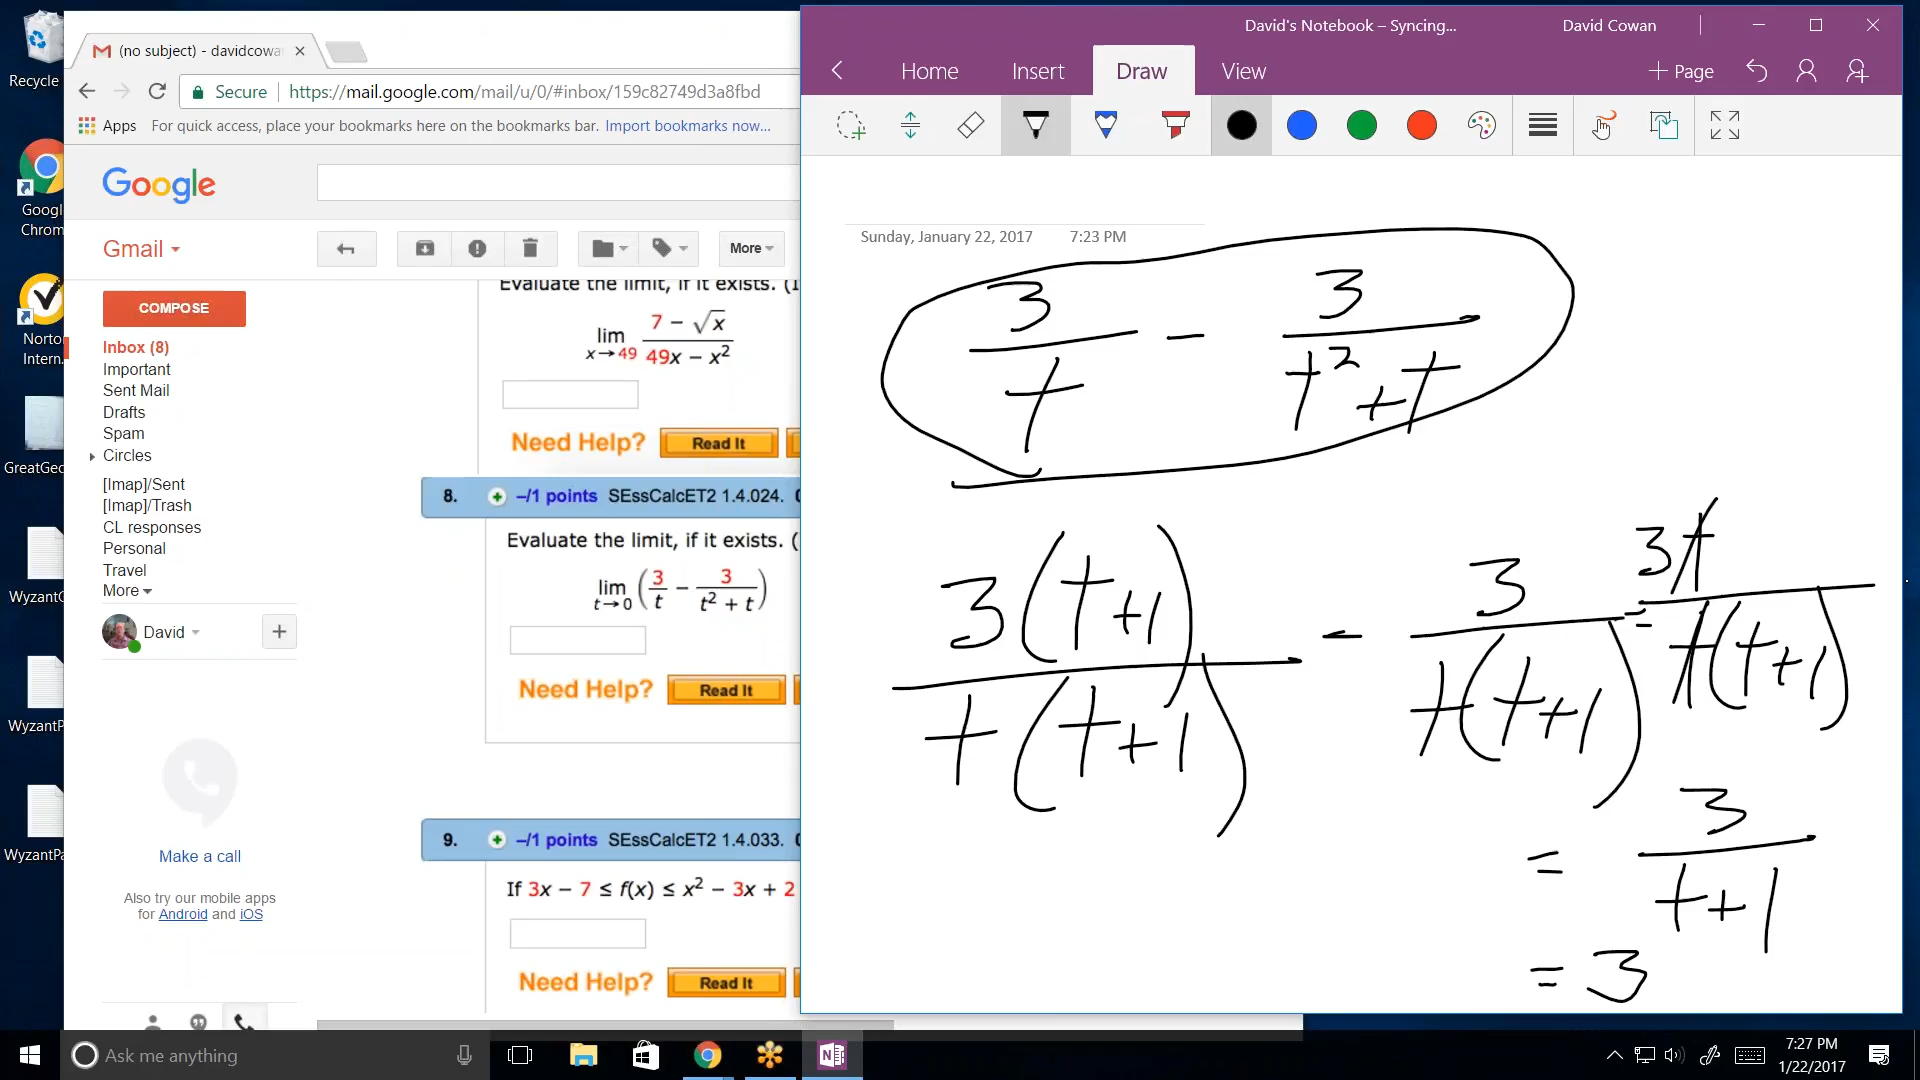 Recycle
Googl
Chrom
Norto
Intern.
GreatGeo
WyzantC
WyzantPa
WyzantPa
(no subject) - davidcowa
Secure
https://mail.google.com/mail/u/0/#inbox/159c82749d3a8fbd
Apps For quick access, place your bookmarks here on the bookmarks bar. Import bookmarks now...
Google
Gmail
More
COMPOSE
Inbox (8)
Important
Sent Mail
Drafts
Spam
Circles
[Imap]/Sent
[Imap]/Trash
CL responses
Personal
Travel
More
David
Make a call
Also try our mobile apps
for Android and iOS
Evaluate the limit, if it exists. (I
lim x→49 (7 − √x)/(49x − x²)
Need Help? Read It
8. –/1 points SEssCalcET2 1.4.024.
Evaluate the limit, if it exists. (
lim t→0 (3/t − 3/(t² + t))
Need Help? Read It
9. –/1 points SEssCalcET2 1.4.033.
If 3x − 7 ≤ f(x) ≤ x² − 3x + 2
Need Help? Read It
David's Notebook – Syncing...
David Cowan
Home Insert Draw View
Page
Sunday, January 22, 2017 7:23 PM
3/t − 3/(t² + t)
3(t+1)/t(t+1) − 3/t(t+1) = 3t/t(t+1)
= 3/(t+1)
= 3
Ask me anything
7:27 PM
1/22/2017